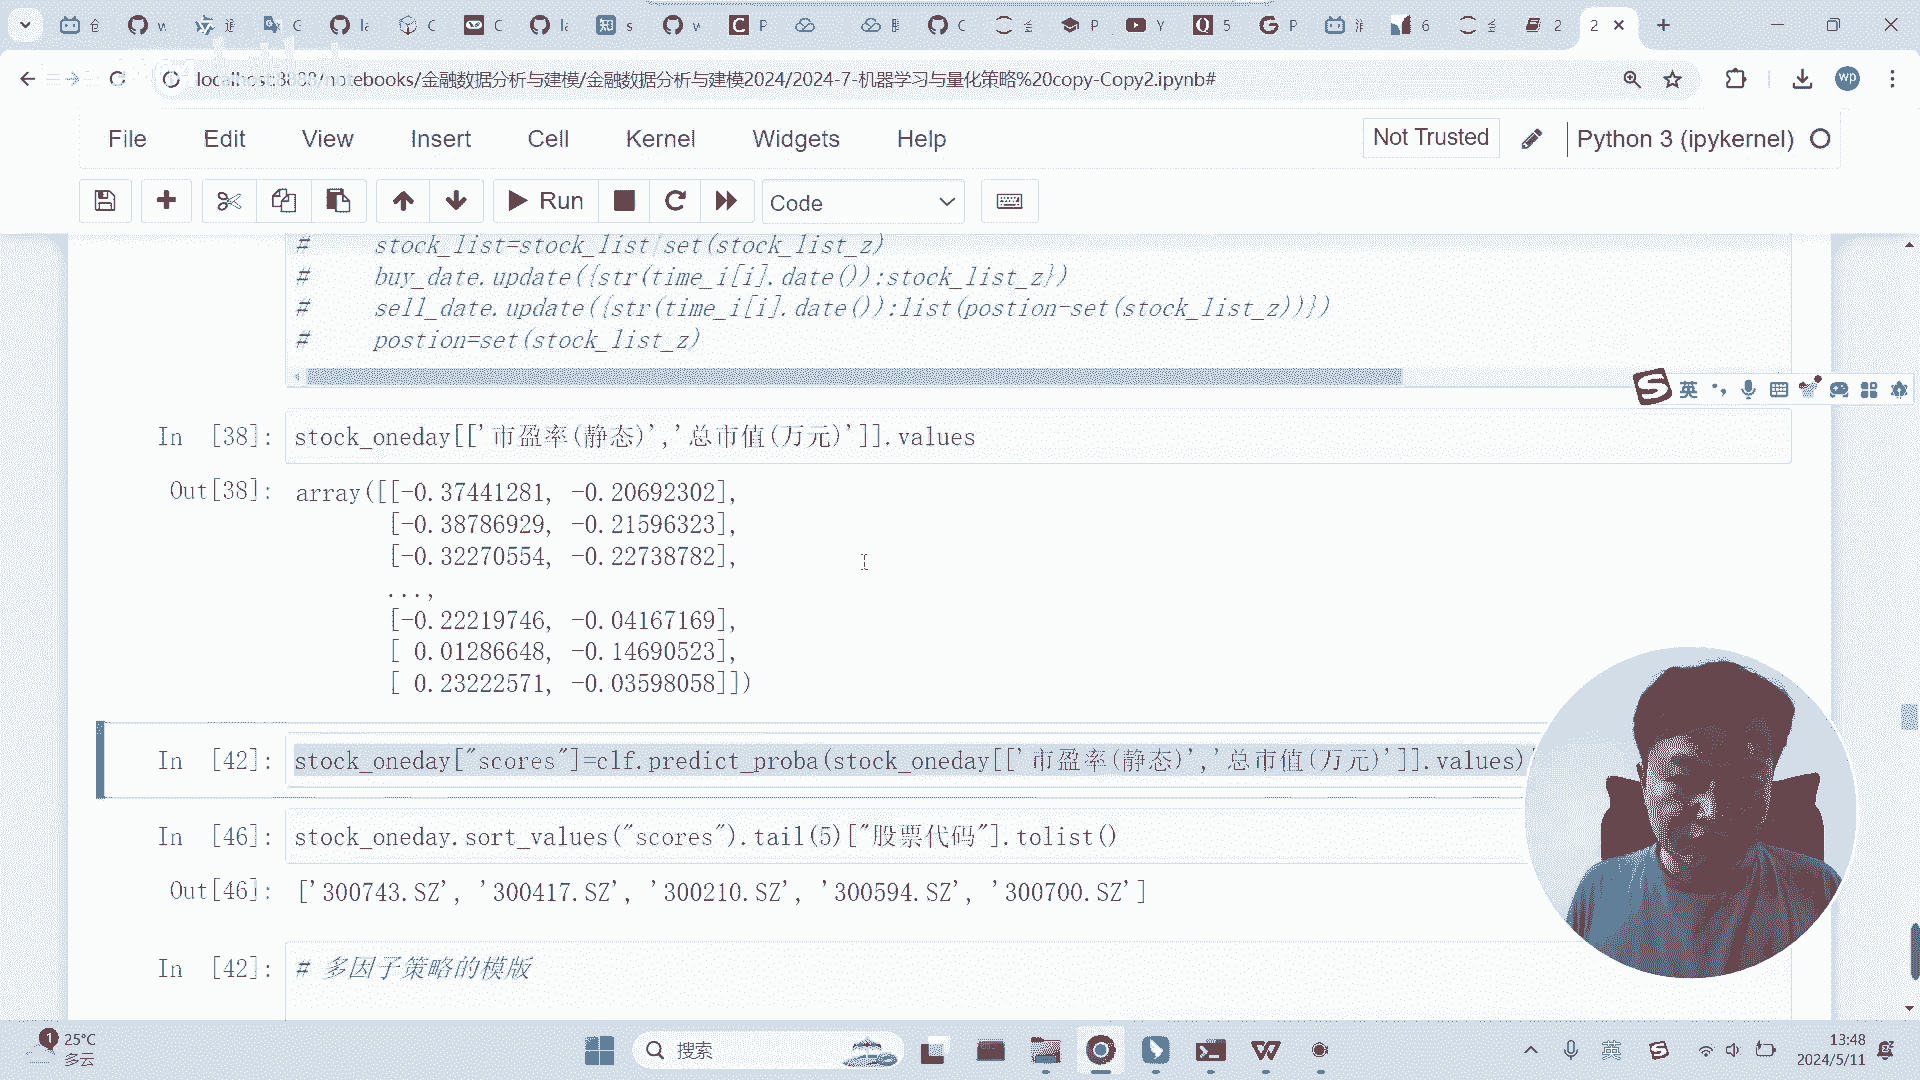 localhost:8888/notebooks/金融数据分析与建模/金融数据分析与建模2024/2024-7-机器学习与量化策略%20copy-Copy2.ipynb#
File Edit View Insert Cell Kernel Widgets Help
Not Trusted
Python 3 (ipykernel)
Run
Code
# stock_list=stock_list|set(stock_list_z)
# buy_date.update({str(time_i[i].date()):stock_list_z})
# sell_date.update({str(time_i[i].date()):list(postion-set(stock_list_z))})
# postion=set(stock_list_z)
英
In [38]: stock_oneday[['市盈率(静态)','总市值(万元)']].values
Out[38]: array([[-0.37441281, -0.20692302],
[-0.38786929, -0.21596323],
[-0.32270554, -0.22738782],
...,
[-0.22219746, -0.04167169],
[ 0.01286648, -0.14690523],
[ 0.23222571, -0.03598058]])
In [42]: stock_oneday["scores"]=clf.predict_proba(stock_oneday[['市盈率(静态)','总市值(万元)']].values)
In [46]: stock_oneday.sort_values("scores").tail(5)["股票代码"].tolist()
Out[46]: ['300743.SZ', '300417.SZ', '300210.SZ', '300594.SZ', '300700.SZ']
In [42]: # 多因子策略的模版
1
25°C
多云
搜索
英
13:48
2024/5/11